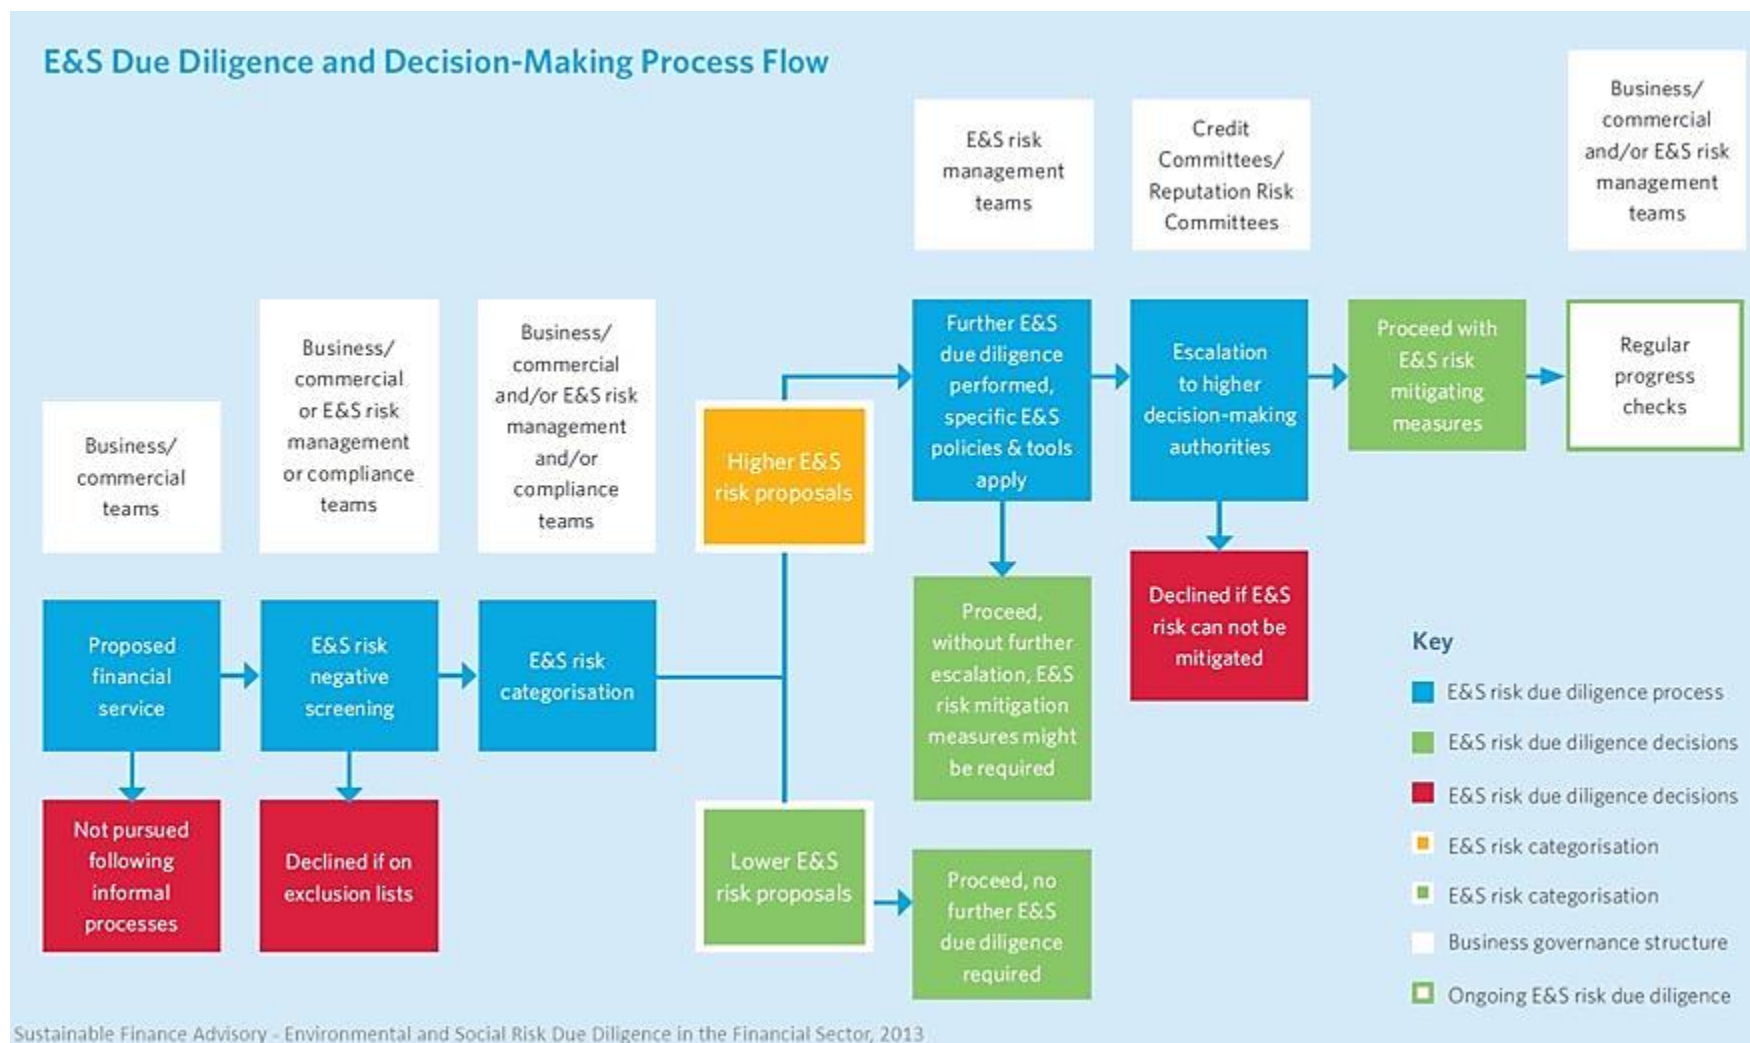 E&S Due Diligence and Decision-Making Process Flow
Business/
commercial
and/or E&S risk
management
teams
E&S risk
management
teams
Credit
Committees/
Reputation Risk
Committees
Business/
commercial
teams
Business/
commercial
or E&S risk
management
or compliance
teams
Business/
commercial
and/or E&S risk
management
and/or
compliance
teams
Higher E&S
risk proposals
Further E&S
due diligence
performed,
specific E&S
policies & tools
apply
Escalation
to higher
decision-making
authorities
Proceed with
E&S risk
mitigating
measures
Regular
progress
checks
Proposed
financial
service
E&S risk
negative
screening
E&S risk
categorisation
Proceed,
without further
escalation, E&S
risk mitigation
measures might
be required
Declined if E&S
risk can not be
mitigated
Not pursued
following
informal
processes
Declined if on
exclusion lists
Lower E&S
risk proposals
Proceed, no
further E&S
due diligence
required
Key
E&S risk due diligence process
E&S risk due diligence decisions
E&S risk due diligence decisions
E&S risk categorisation
E&S risk categorisation
Business governance structure
Ongoing E&S risk due diligence
Sustainable Finance Advisory - Environmental and Social Risk Due Diligence in the Financial Sector, 2013